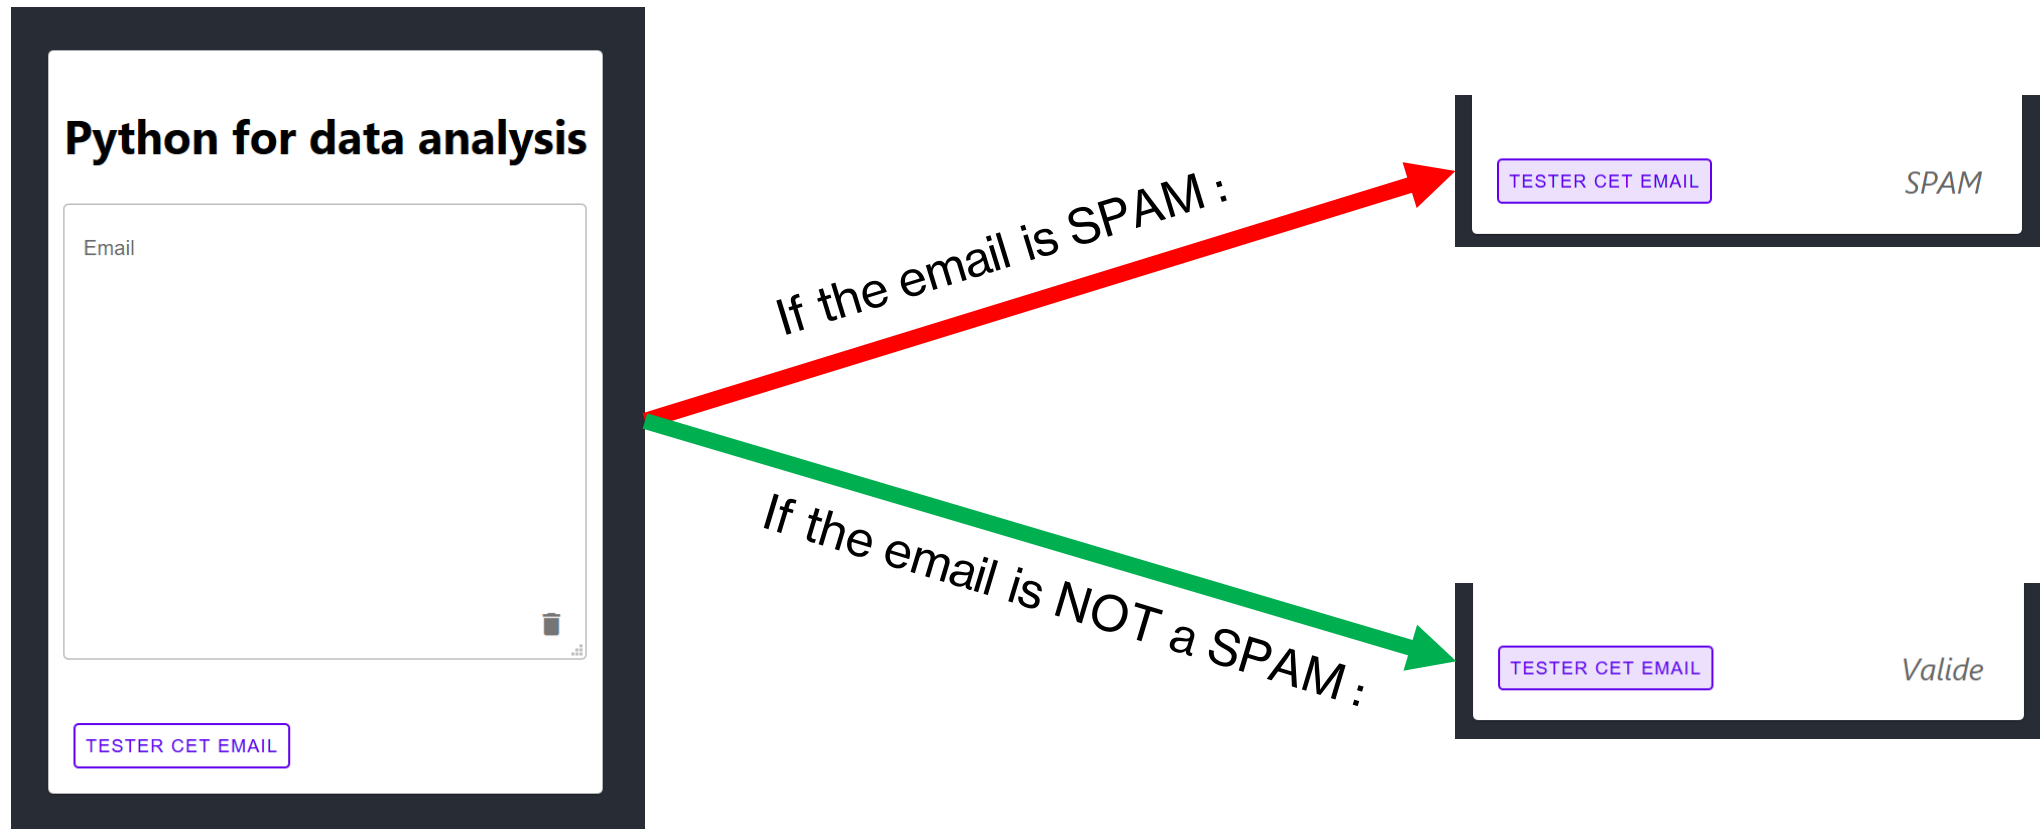 Python for data analysis
Email
TESTER CET EMAIL
If the email is SPAM :
TESTER CET EMAIL
SPAM
If the email is NOT a SPAM :
TESTER CET EMAIL
Valide